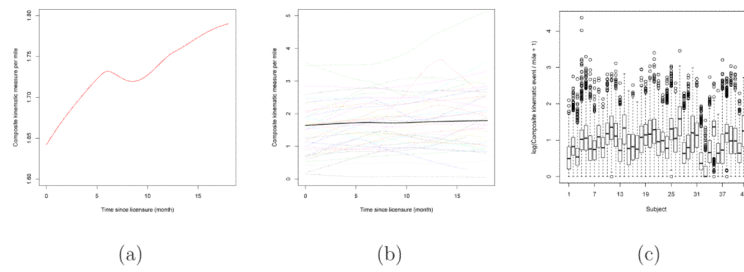 1.80
1.75
1.70
1.65
1.60
Composite kinematic measure per mile
0 5 10 15
Time since licensure (month)
(a)
5
4
3
2
1
0
Composite kinematic measure per mile
0 5 10 15
Time since licensure (month)
(b)
4
3
2
1
0
log(Composite kinematic event / mile + 1)
1 7 13 19 25 31 37
Subject
(c)